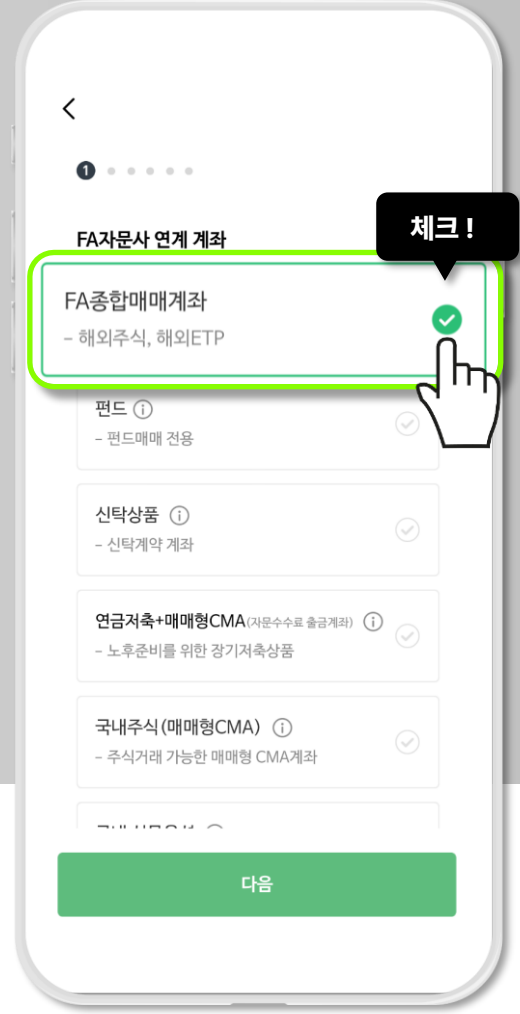 1
FA자문사 연계 계좌
체크!
FA종합매매계좌
- 해외주식, 해외ETP
펀드 i
- 펀드매매 전용
신탁상품 i
- 신탁계약 계좌
연금저축+매매형CMA(자문수수료 출금계좌) i
- 노후준비를 위한 장기저축상품
국내주식(매매형CMA) i
- 주식거래 가능한 매매형 CMA계좌
다음